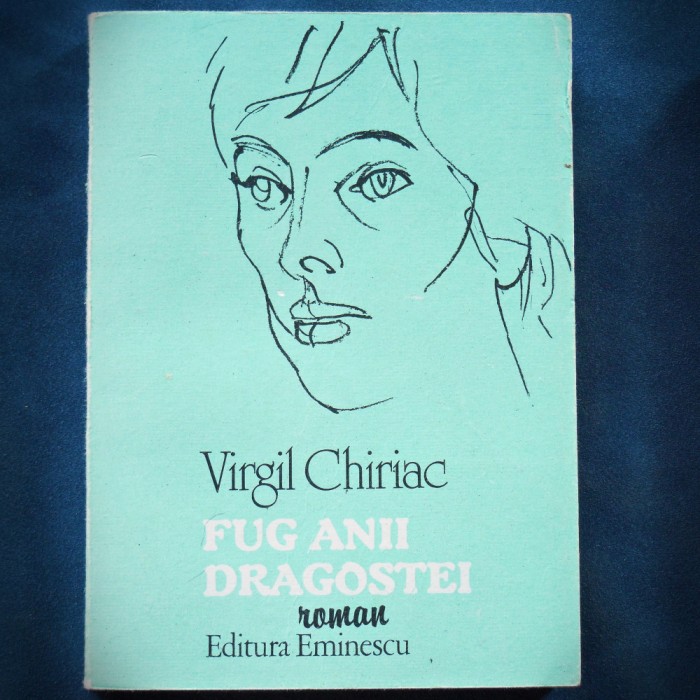 Virgil Chiriac
FUG ANII
DRAGOSTEI
roman
Editura Eminescu